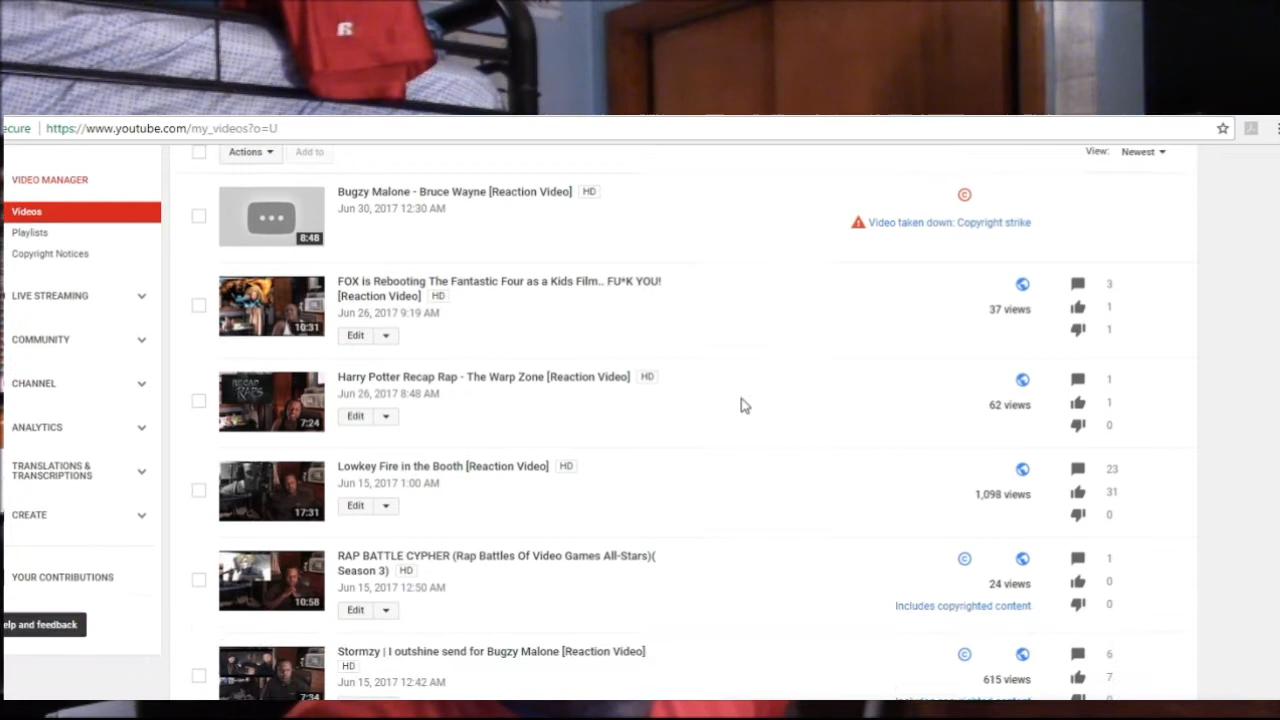 ecure https://www.youtube.com/my_videos?o=U
Actions Add to View: Newest
VIDEO MANAGER
Videos
Playlists
Copyright Notices
LIVE STREAMING
COMMUNITY
CHANNEL
ANALYTICS
TRANSLATIONS &
TRANSCRIPTIONS
CREATE
YOUR CONTRIBUTIONS
elp and feedback
Bugzy Malone - Bruce Wayne [Reaction Video] HD
Jun 30, 2017 12:30 AM
8:48
Video taken down: Copyright strike
FOX is Rebooting The Fantastic Four as a Kids Film.. FU*K YOU!
[Reaction Video] HD
Jun 26, 2017 9:19 AM
10:31
Edit
37 views
3
1
1
Harry Potter Recap Rap - The Warp Zone [Reaction Video] HD
Jun 26, 2017 8:48 AM
RECAP
RAPS
7:24
Edit
62 views
1
1
0
Lowkey Fire in the Booth [Reaction Video] HD
Jun 15, 2017 1:00 AM
17:31
Edit
1,098 views
23
31
0
RAP BATTLE CYPHER (Rap Battles Of Video Games All-Stars)(
Season 3) HD
Jun 15, 2017 12:50 AM
10:58
Edit
24 views
Includes copyrighted content
1
0
0
Stormzy | I outshine send for Bugzy Malone [Reaction Video]
HD
Jun 15, 2017 12:42 AM
7:34
615 views
Includes copyrighted content
6
7
0